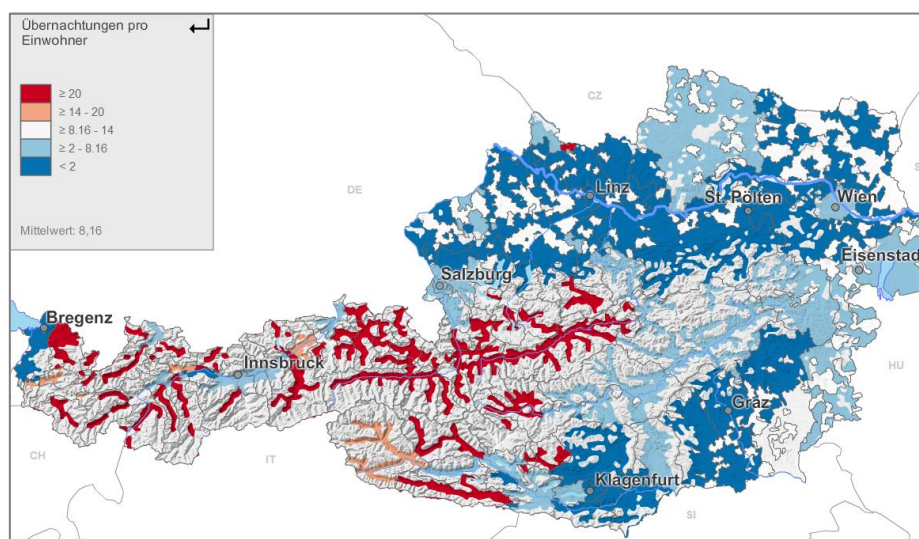 Übernachtungen pro
Einwohner
≥ 20
≥ 14 - 20
≥ 8.16 - 14
≥ 2 - 8.16
< 2
Mittelwert: 8,16
CZ
DE
Linz
St. Pölten
Wien
S
Eisenstad
Salzburg
Bregenz
Innsbruck
HU
Graz
CH
IT
Klagenfurt
SI